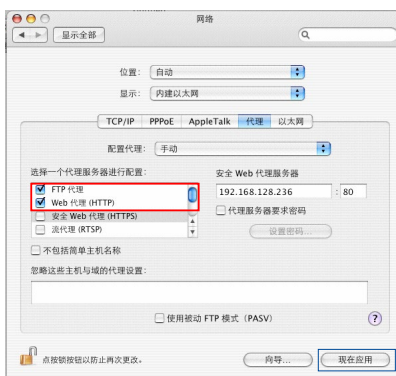 网络
显示全部
位置: 自动
显示: 内建以太网
TCP/IP PPPoE AppleTalk 代理 以太网
配置代理: 手动
选择一个代理服务器进行配置:
FTP 代理
Web 代理 (HTTP)
安全 Web 代理 (HTTPS)
流代理 (RTSP)
安全 Web 代理服务器
192.168.128.236 : 80
代理服务器要求密码
设置密码...
不包括简单主机名称
忽略这些主机与域的代理设置:
使用被动 FTP 模式 (PASV)
?
点按锁按钮以防止再次更改。
向导...
现在应用